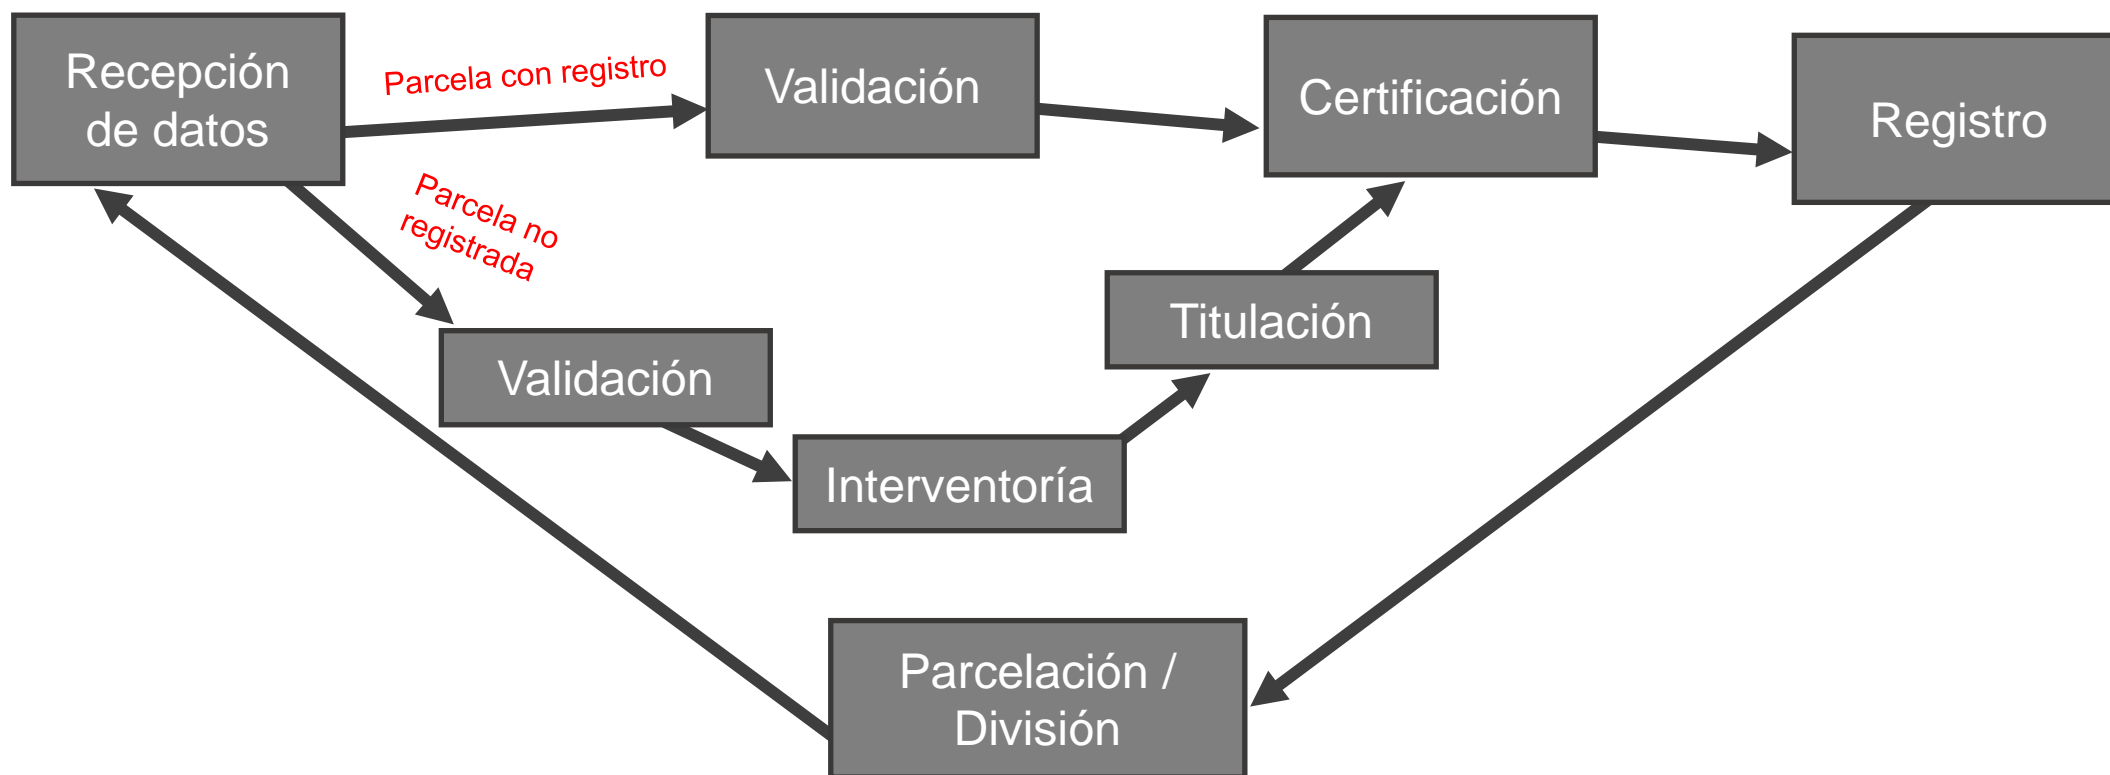 Recepción
de datos
Parcela con registro
Validación
Certificación
Registro
Parcela no
registrada
Validación
Interventoría
Titulación
Parcelación /
División